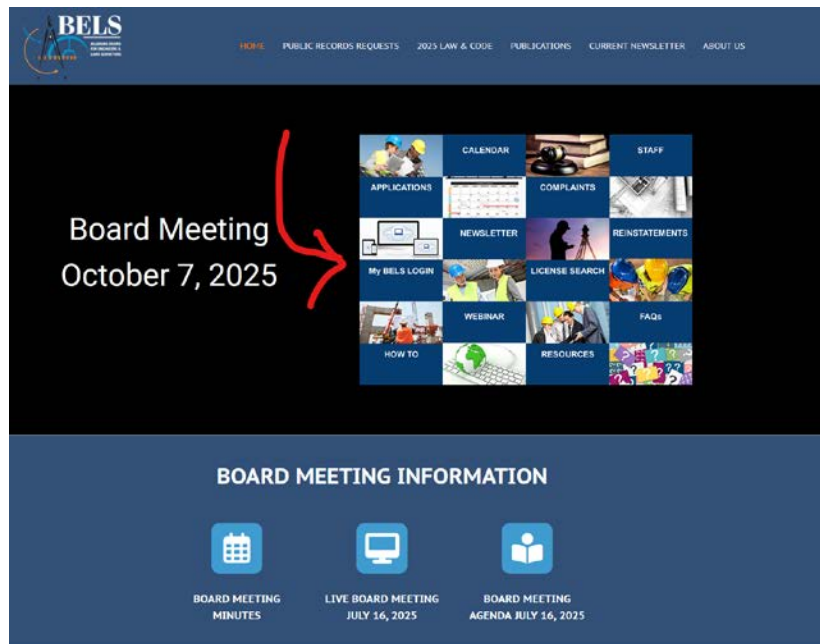 BELS
HOME PUBLIC RECORDS REQUESTS 2025 LAW & CODE PUBLICATIONS CURRENT NEWSLETTER ABOUT US
Board Meeting
October 7, 2025
CALENDAR STAFF
APPLICATIONS COMPLAINTS
NEWSLETTER REINSTATEMENTS
My BELS LOGIN LICENSE SEARCH
WEBINAR FAQs
HOW TO RESOURCES
BOARD MEETING INFORMATION
BOARD MEETING
MINUTES
LIVE BOARD MEETING
JULY 16, 2025
BOARD MEETING
AGENDA JULY 16, 2025